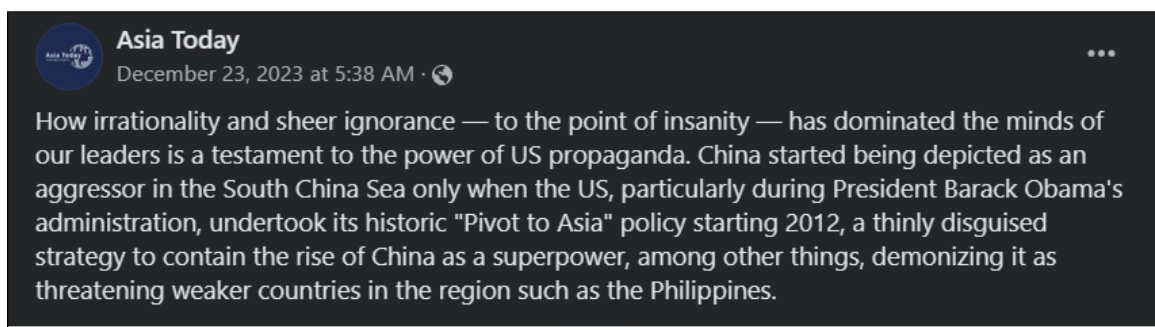 Asia Today
Asia Today
December 23, 2023 at 5:38 AM ·
How irrationality and sheer ignorance — to the point of insanity — has dominated the minds of
our leaders is a testament to the power of US propaganda. China started being depicted as an
aggressor in the South China Sea only when the US, particularly during President Barack Obama's
administration, undertook its historic "Pivot to Asia" policy starting 2012, a thinly disguised
strategy to contain the rise of China as a superpower, among other things, demonizing it as
threatening weaker countries in the region such as the Philippines.